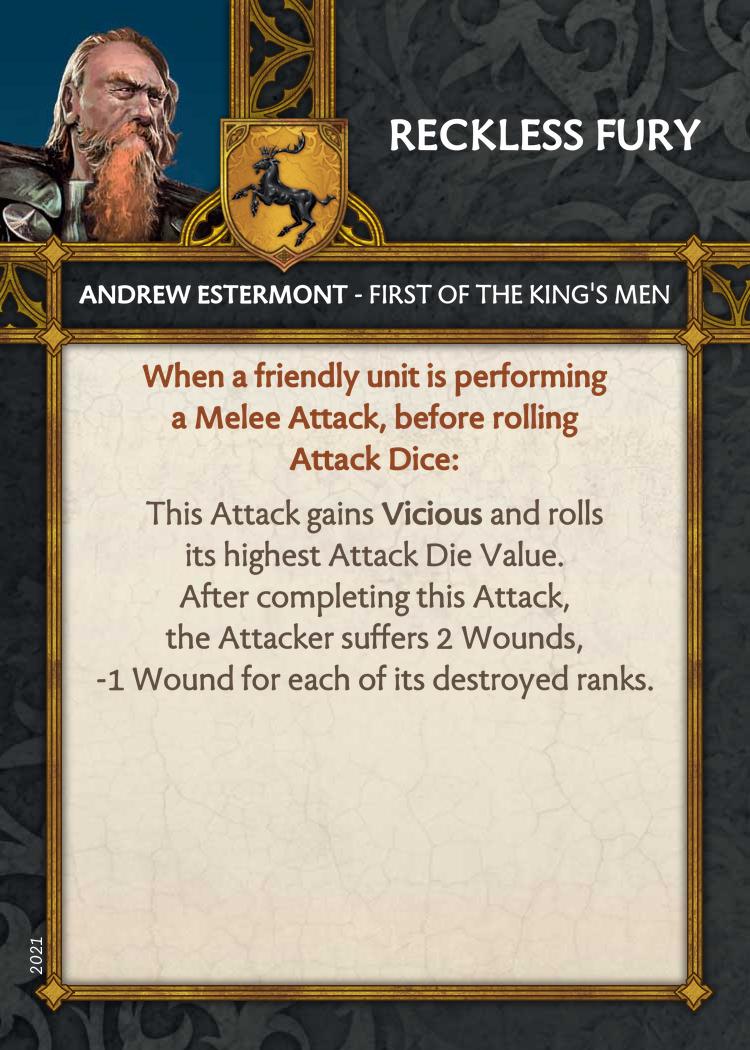 RECKLESS FURY
ANDREW ESTERMONT - FIRST OF THE KING'S MEN
When a friendly unit is performing
a Melee Attack, before rolling
Attack Dice:
This Attack gains Vicious and rolls
its highest Attack Die Value.
After completing this Attack,
the Attacker suffers 2 Wounds,
-1 Wound for each of its destroyed ranks.
2021